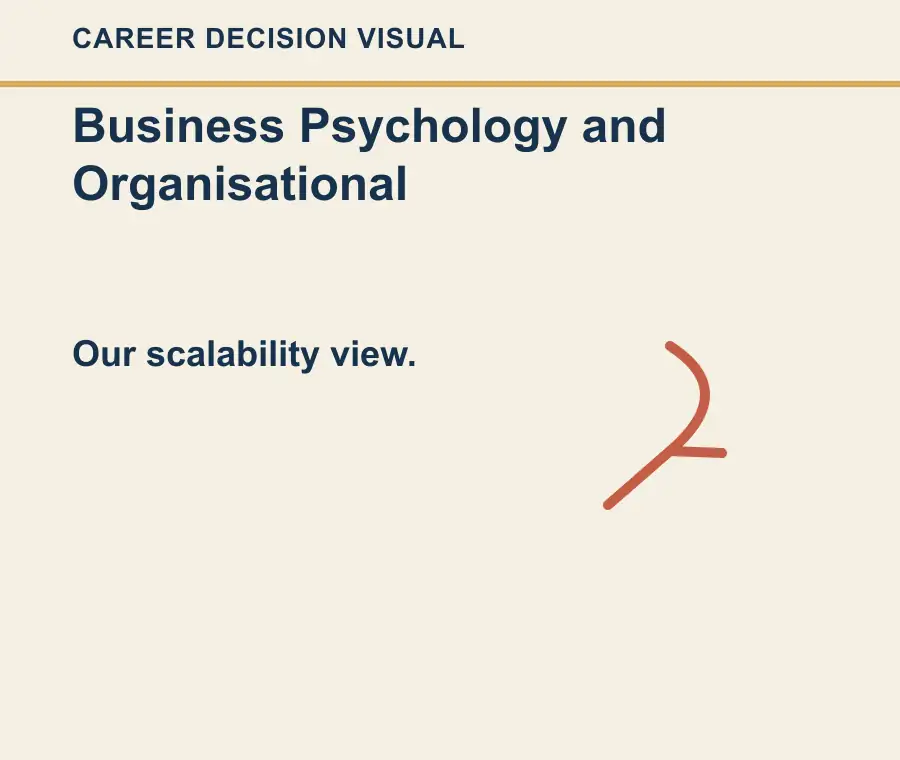 CAREER DECISION VISUAL
Business Psychology and
Organisational
Our scalability view.